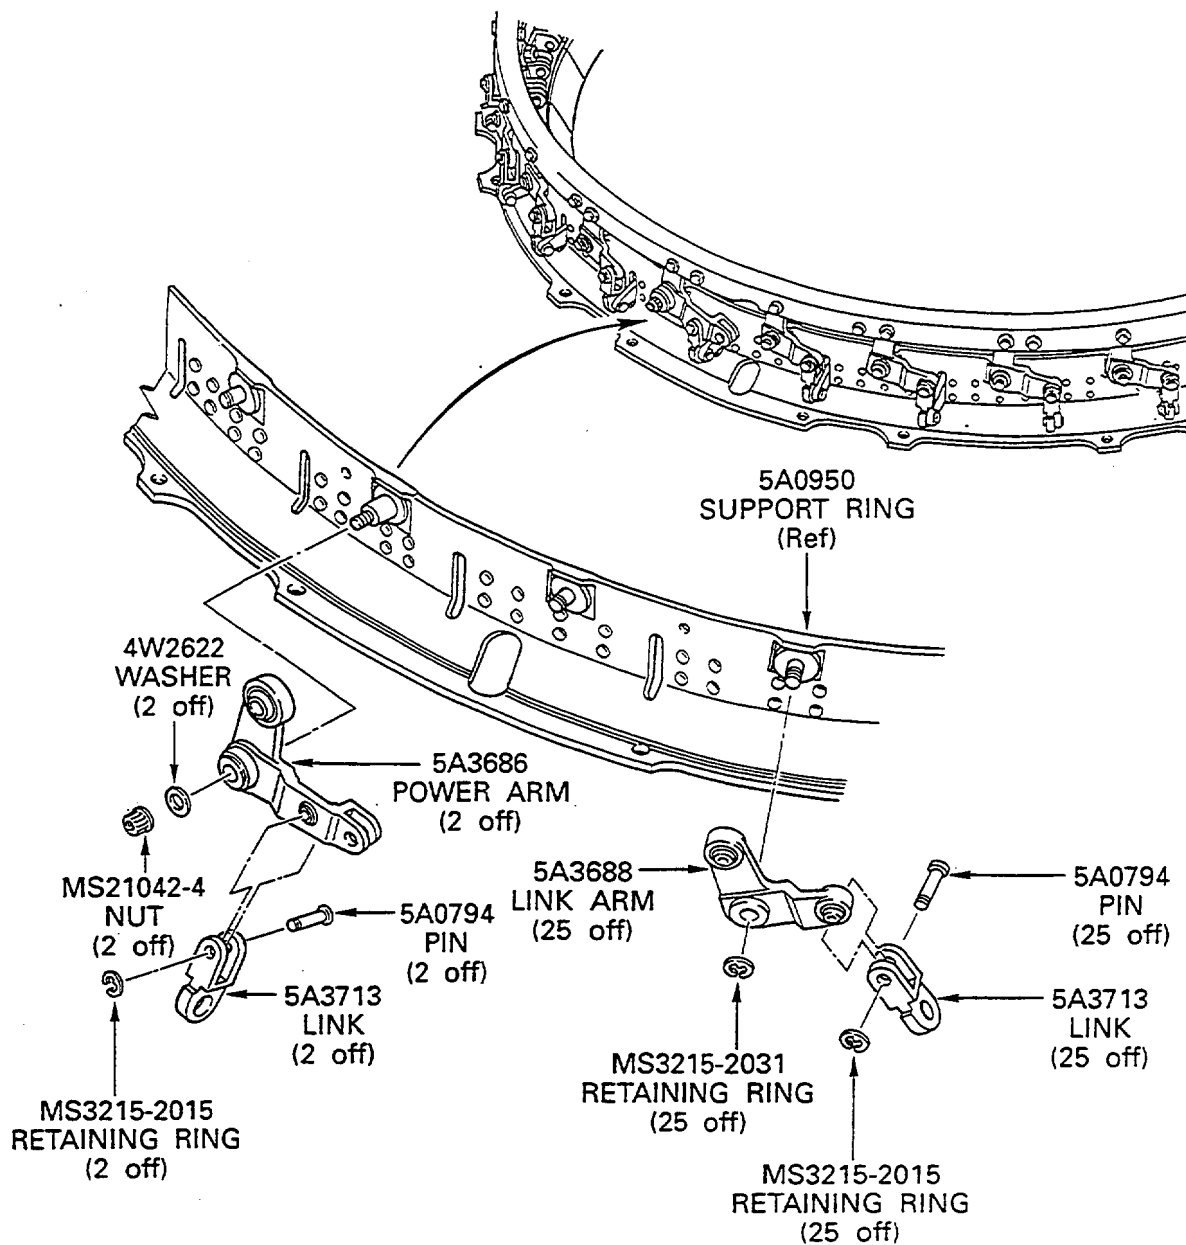 5A0950
SUPPORT RING
(Ref)
4W2622
WASHER
(2 off)
5A3686
POWER ARM
(2 off)
MS21042-4
NUT
(2 off)
5A0794
PIN
(2 off)
5A3713
LINK
(2 off)
MS3215-2015
RETAINING RING
(2 off)
5A3688
LINK ARM
(25 off)
5A0794
PIN
(25 off)
5A3713
LINK
(25 off)
MS3215-2031
RETAINING RING
(25 off)
MS3215-2015
RETAINING RING
(25 off)